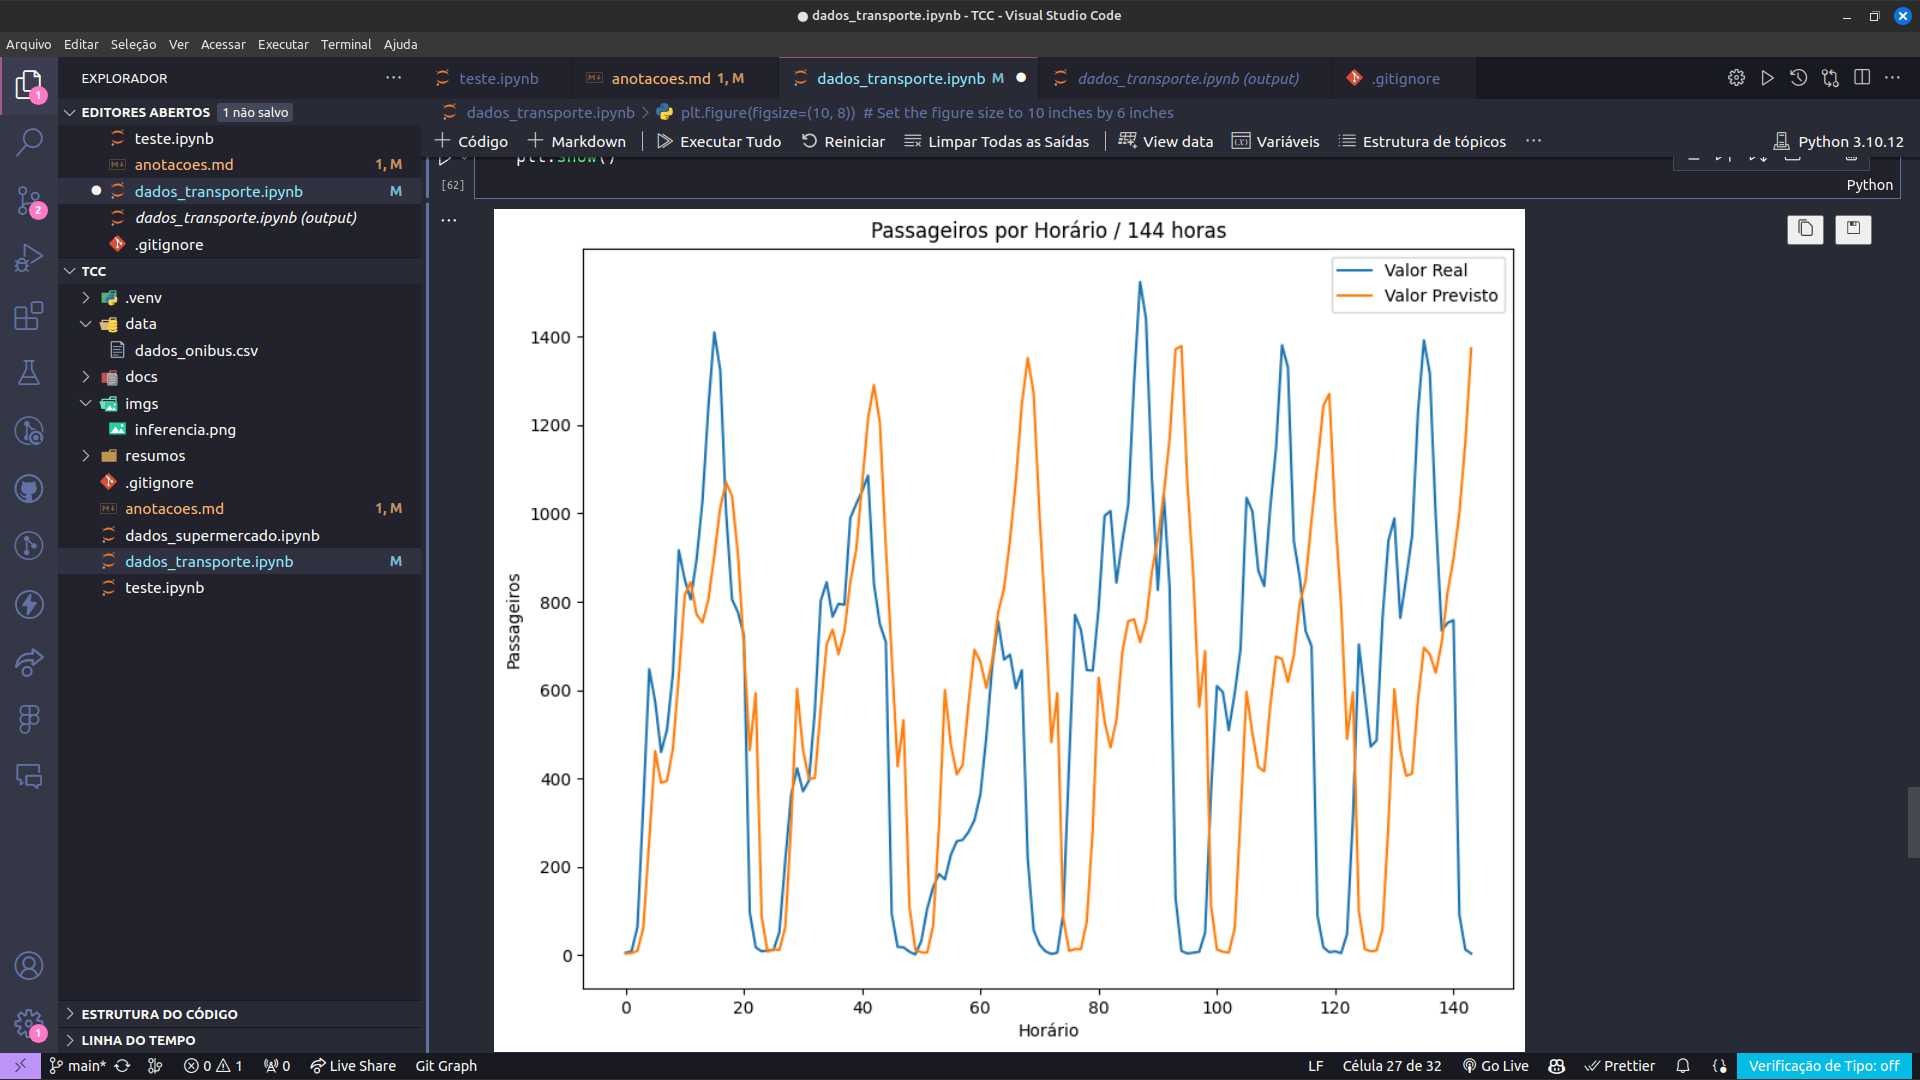 dados_transporte.ipynb - TCC - Visual Studio Code
Arquivo Editar Seleção Ver Acessar Executar Terminal Ajuda
EXPLORADOR
teste.ipynb
anotacoes.md 1, M
dados_transporte.ipynb M
dados_transporte.ipynb (output)
.gitignore
EDITORES ABERTOS 1 não salvo
dados_transporte.ipynb > plt.figure(figsize=(10, 8)) # Set the figure size to 10 inches by 6 inches
Código Markdown Executar Tudo Reiniciar Limpar Todas as Saídas View data Variáveis Estrutura de tópicos ... Python 3.10.12
teste.ipynb
anotacoes.md 1, M
dados_transporte.ipynb M
dados_transporte.ipynb (output)
.gitignore
TCC
.venv
data
dados_onibus.csv
docs
imgs
inferencia.png
resumos
.gitignore
anotacoes.md 1, M
dados_supermercado.ipynb
dados_transporte.ipynb M
teste.ipynb
ESTRUTURA DO CÓDIGO
LINHA DO TEMPO
1
2
1
plt.show()
[62]
Python
Passageiros por Horário / 144 horas
Valor Real
Valor Previsto
1400
1200
1000
800
600
400
200
0
Passageiros
0 20 40 60 80 100 120 140
Horário
main* 0 1 0 Live Share Git Graph LF Célula 27 de 32 Go Live Prettier Verificação de Tipo: off